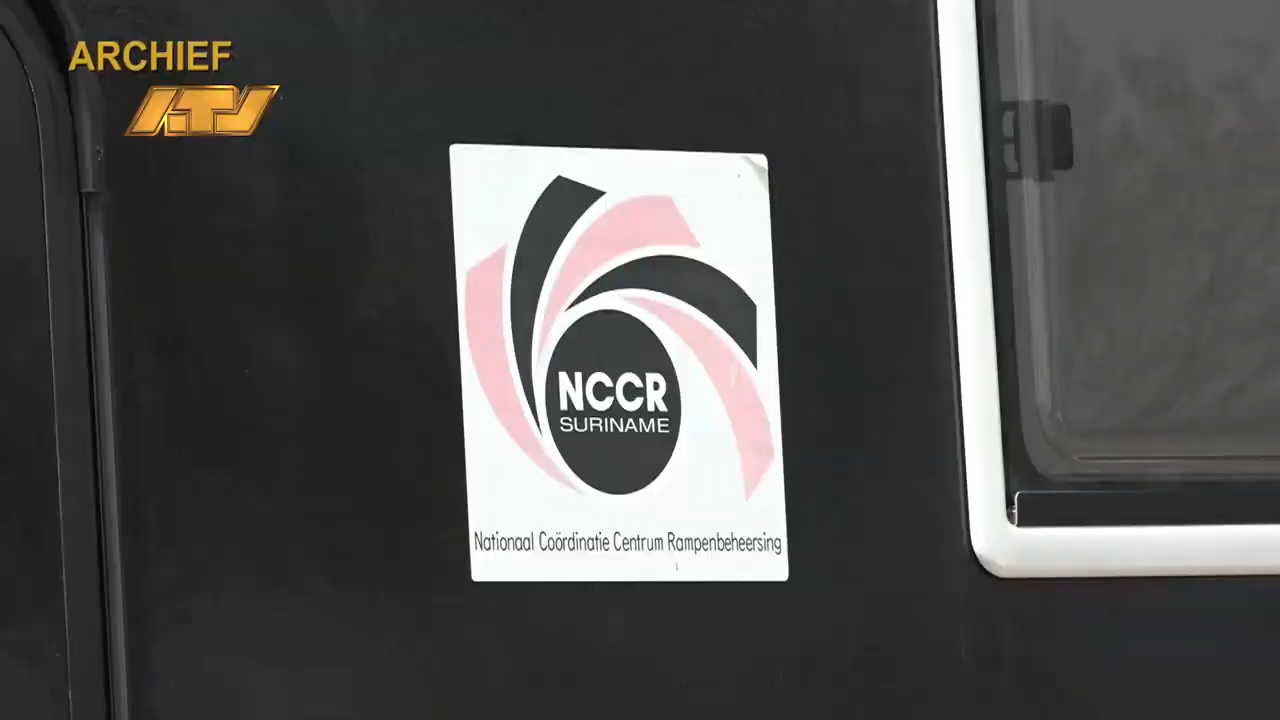 ARCHIEF
ATV
NCCR
SURINAME
Nationaal Coördinatie Centrum Rampenbeheersing